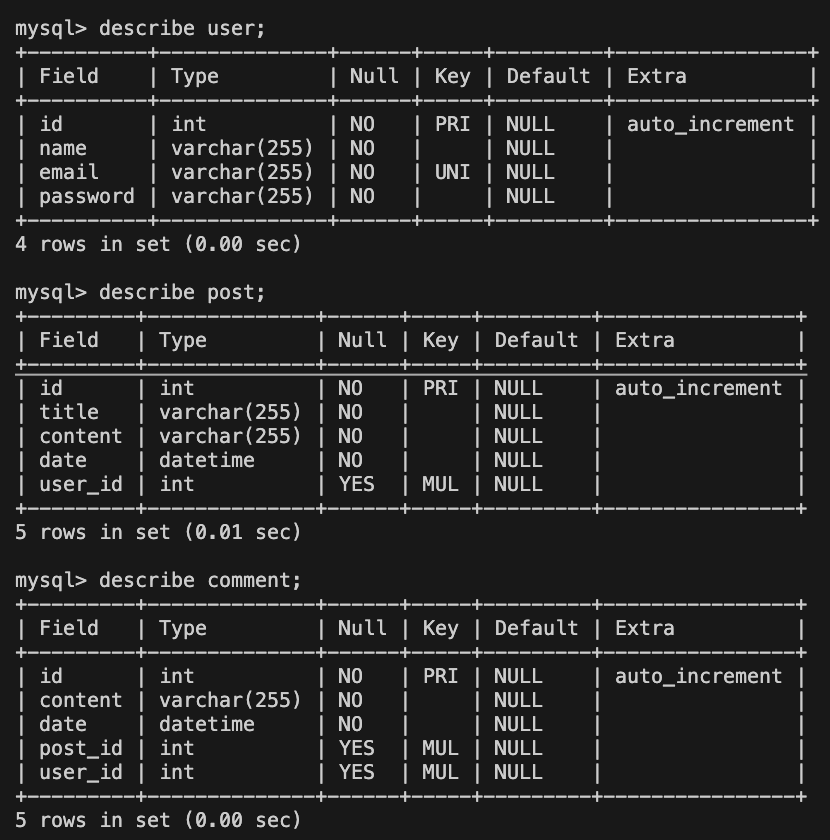 mysql> describe user;
+----------+--------------+------+-----+---------+----------------+
| Field    | Type         | Null | Key | Default | Extra          |
+----------+--------------+------+-----+---------+----------------+
| id       | int          | NO   | PRI | NULL    | auto_increment |
| name     | varchar(255) | NO   |     | NULL    |                |
| email    | varchar(255) | NO   | UNI | NULL    |                |
| password | varchar(255) | NO   |     | NULL    |                |
+----------+--------------+------+-----+---------+----------------+
4 rows in set (0.00 sec)

mysql> describe post;
+---------+--------------+------+-----+---------+----------------+
| Field   | Type         | Null | Key | Default | Extra          |
+---------+--------------+------+-----+---------+----------------+
| id      | int          | NO   | PRI | NULL    | auto_increment |
| title   | varchar(255) | NO   |     | NULL    |                |
| content | varchar(255) | NO   |     | NULL    |                |
| date    | datetime     | NO   |     | NULL    |                |
| user_id | int          | YES  | MUL | NULL    |                |
+---------+--------------+------+-----+---------+----------------+
5 rows in set (0.01 sec)

mysql> describe comment;
+---------+--------------+------+-----+---------+----------------+
| Field   | Type         | Null | Key | Default | Extra          |
+---------+--------------+------+-----+---------+----------------+
| id      | int          | NO   | PRI | NULL    | auto_increment |
| content | varchar(255) | NO   |     | NULL    |                |
| date    | datetime     | NO   |     | NULL    |                |
| post_id | int          | YES  | MUL | NULL    |                |
| user_id | int          | YES  | MUL | NULL    |                |
+---------+--------------+------+-----+---------+----------------+
5 rows in set (0.00 sec)